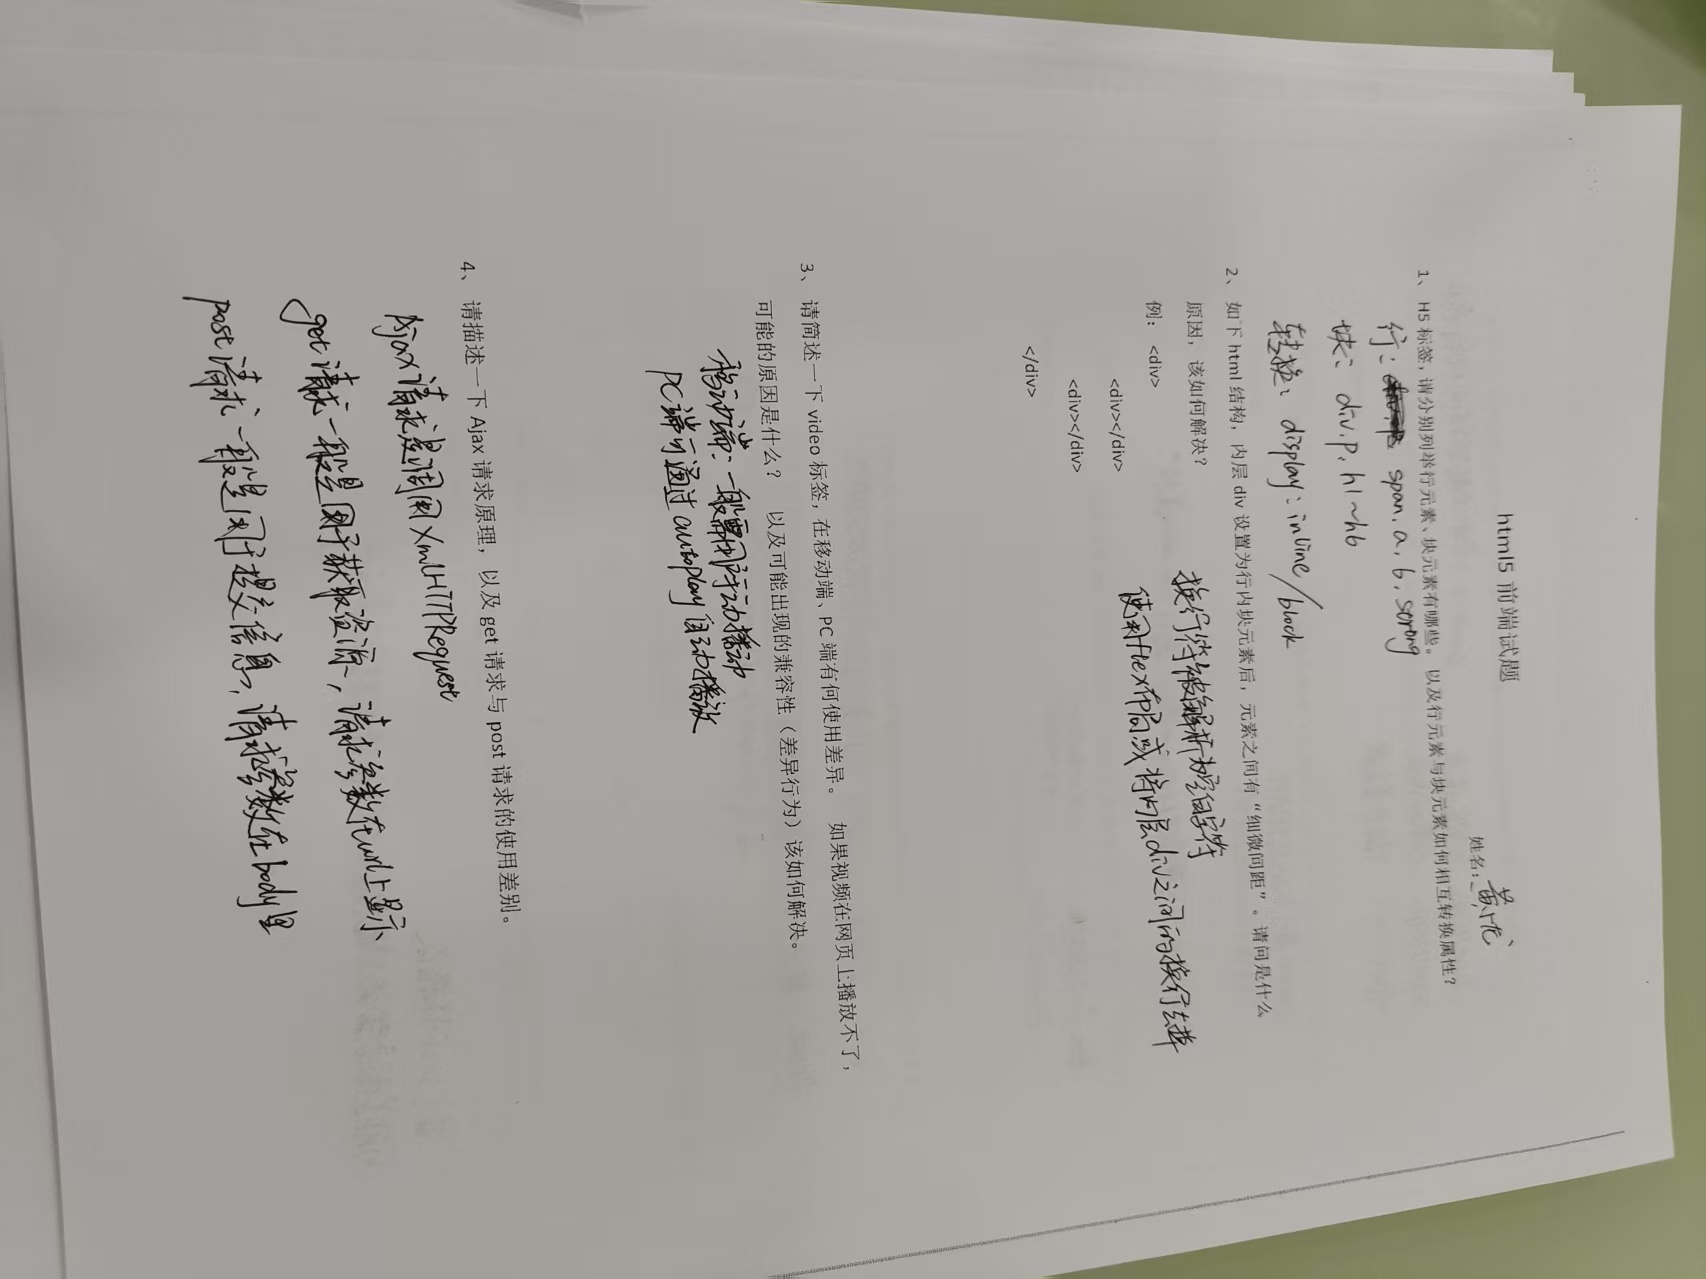 html5 前端试题
姓名：黄成
1、 H5 标签，请分别列举行元素、块元素有哪些。 以及行元素与块元素如何相互转换属性？
行： span, a, b, strong
块： div, p, h1~h6
转换： display: inline/block
2、 如下 html 结构，内层 div 设置为行内块元素后，元素之间有“细微间距”。请问是什么
原因，该如何解决？
例： <div>
<div></div>
<div></div>
</div>
换行符被解析为空白字符
使用flex布局或将内层div之间的换行去掉
3、 请简述一下 video 标签，在移动端、PC 端有何使用差异。 如果视频在网页上播放不了，
可能的原因是什么？ 以及可能出现的兼容性（差异行为）该如何解决。
移动端：一般需用户手动播放
PC端可通过autoplay自动播放
4、 请描述一下 Ajax 请求原理，以及 get 请求与 post 请求的使用差别。
Ajax请求是调用XmlHTTPRequest
get请求一般是用于获取资源，请求参数在url上显示
post请求一般是用于提交信息，请求参数在body里